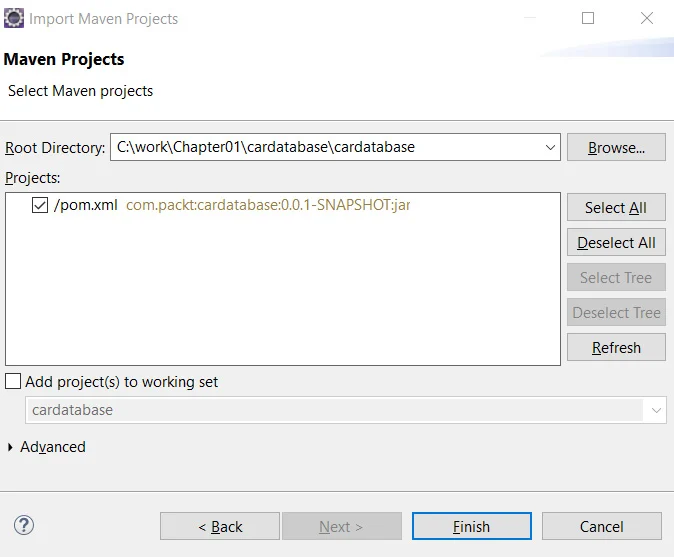 Import Maven Projects
Maven Projects
Select Maven projects
Root Directory: C:\work\Chapter01\cardatabase\cardatabase Browse...
Projects:
/pom.xml com.packt:cardatabase:0.0.1-SNAPSHOT:jar
Select All
Deselect All
Select Tree
Deselect Tree
Refresh
Add project(s) to working set
cardatabase
Advanced
? < Back Next > Finish Cancel